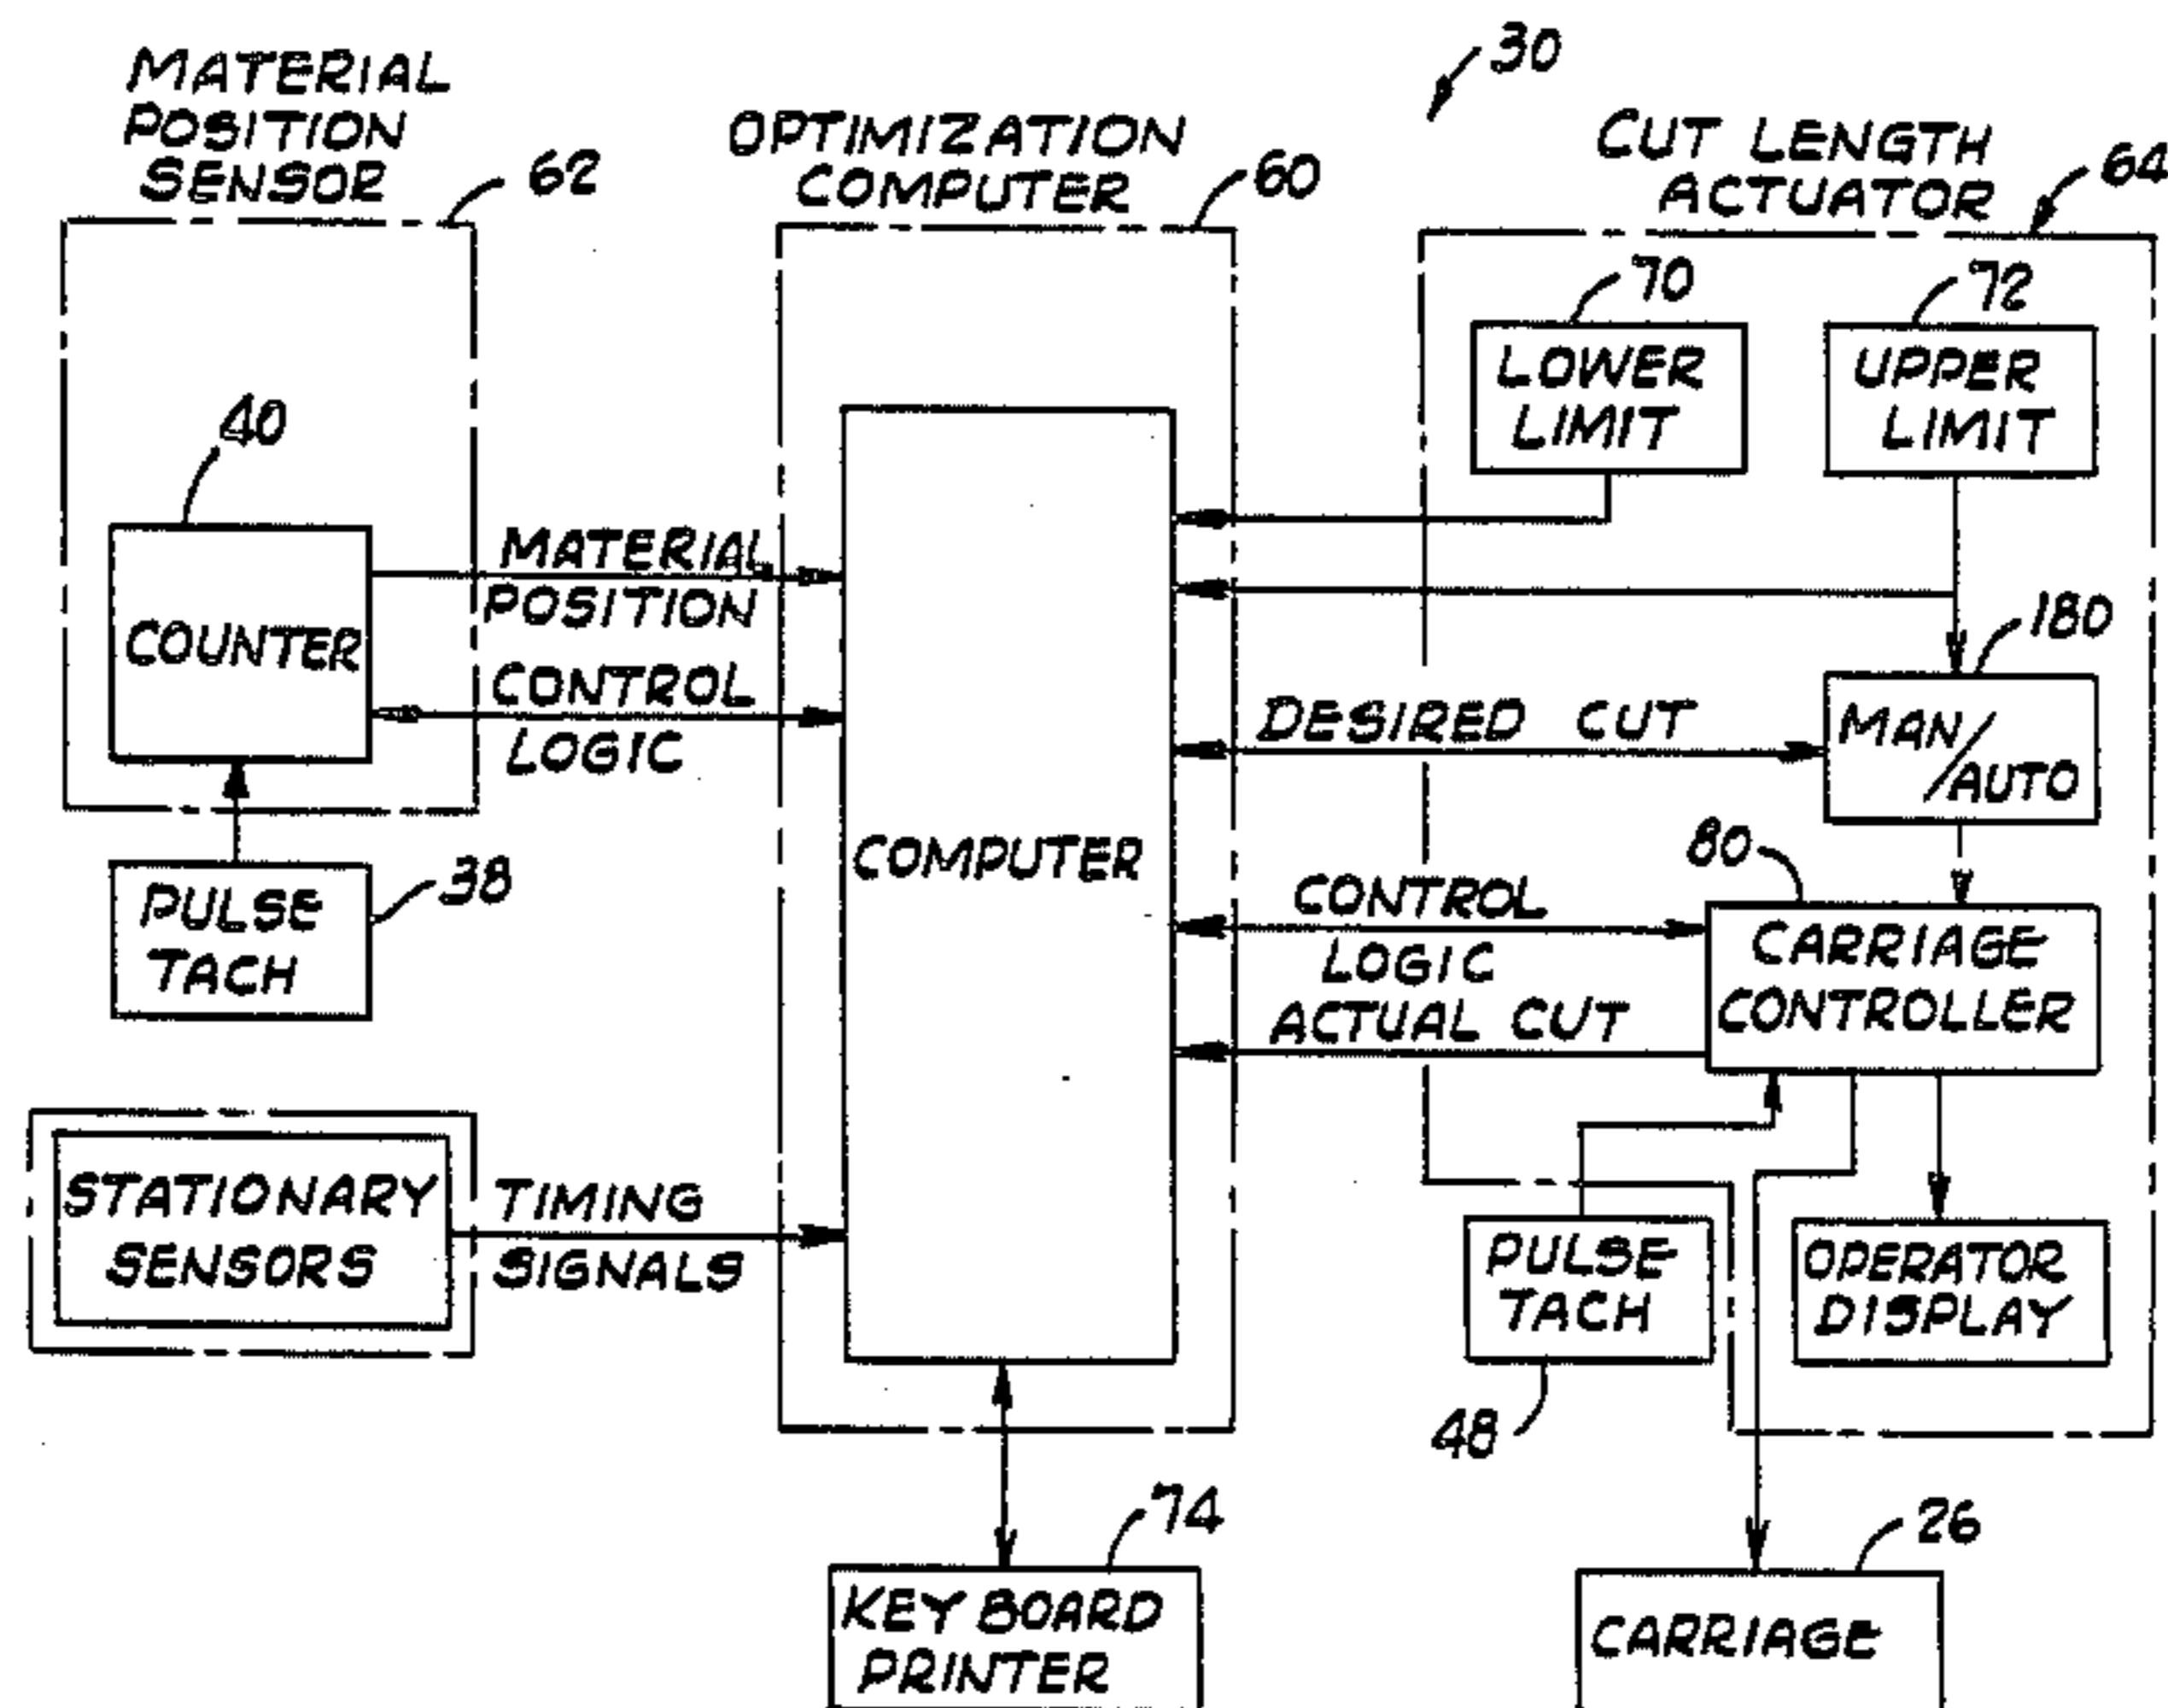 30
MATERIAL
POSITION
SENSOR
62
OPTIMIZATION
COMPUTER
60
CUT LENGTH
ACTUATOR
64
70
72
LOWER
LIMIT
UPPER
LIMIT
40
COUNTER
MATERIAL
POSITION
CONTROL
LOGIC
180
DESIRED CUT
MAN/
AUTO
COMPUTER
38
PULSE
TACH
80
CONTROL
LOGIC
CARRIAGE
CONTROLLER
ACTUAL CUT
STATIONARY
SENSORS
TIMING
SIGNALS
PULSE
TACH
OPERATOR
DISPLAY
48
74
26
KEY BOARD
PRINTER
CARRIAGE